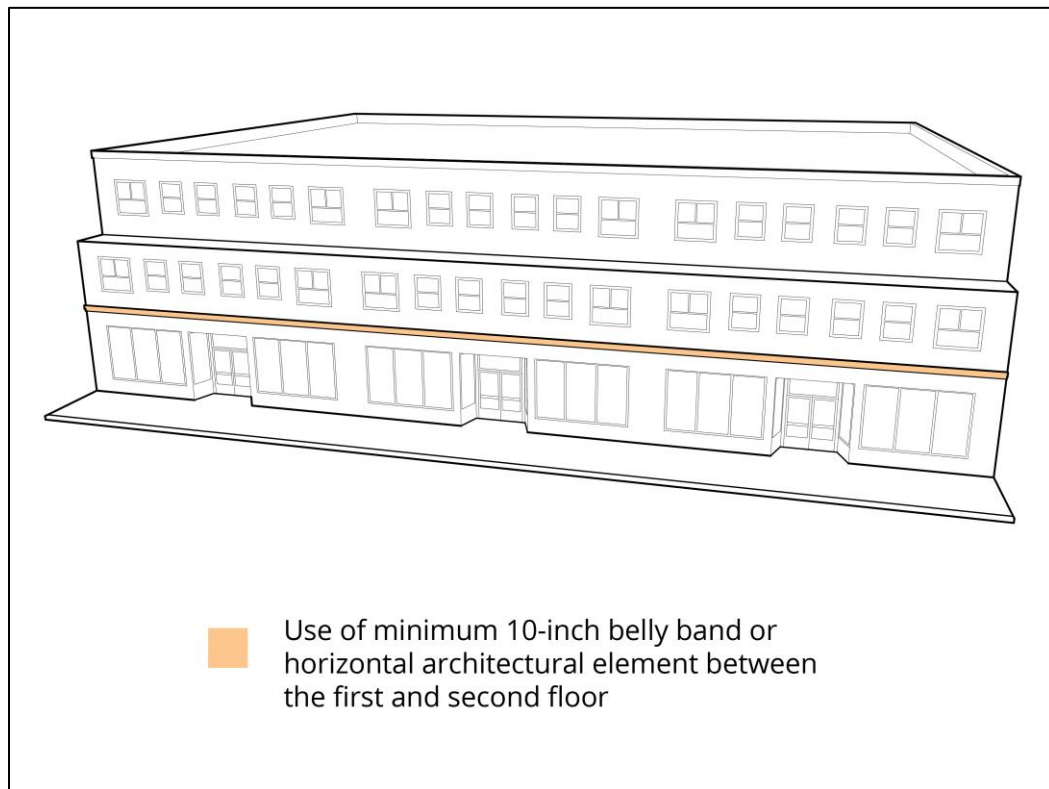 Use of minimum 10-inch belly band or
horizontal architectural element between
the first and second floor